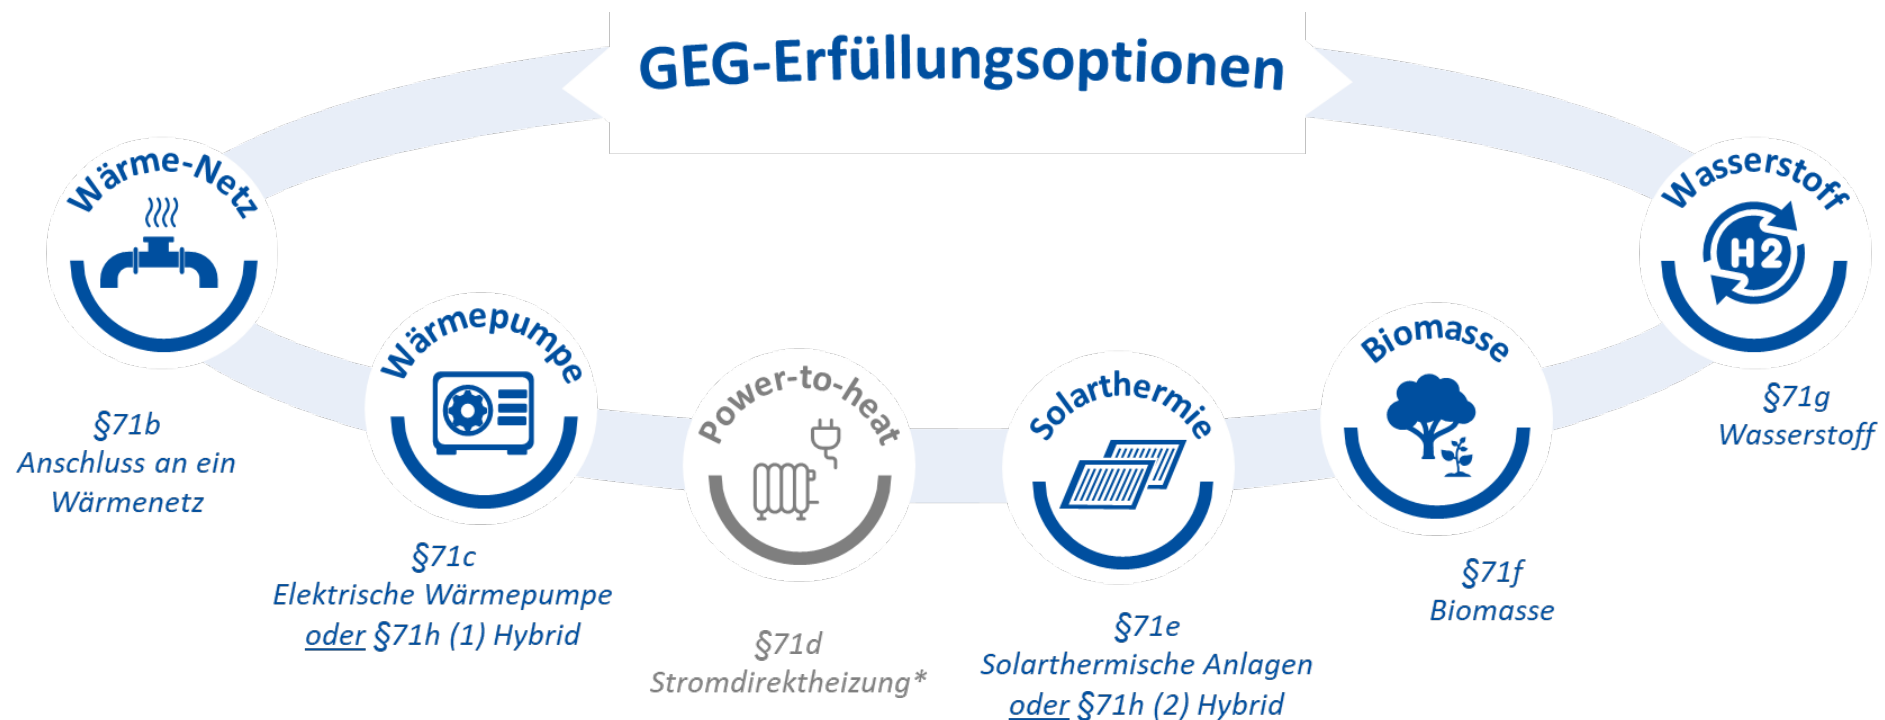 GEG-Erfüllungsoptionen
Wärme-Netz
§71b
Anschluss an ein
Wärmenetz
Wärmepumpe
§71c
Elektrische Wärmepumpe
oder §71h (1) Hybrid
Power-to-heat
§71d
Stromdirektheizung*
Solarthermie
§71e
Solarthermische Anlagen
oder §71h (2) Hybrid
Biomasse
§71f
Biomasse
Wasserstoff
H2
§71g
Wasserstoff